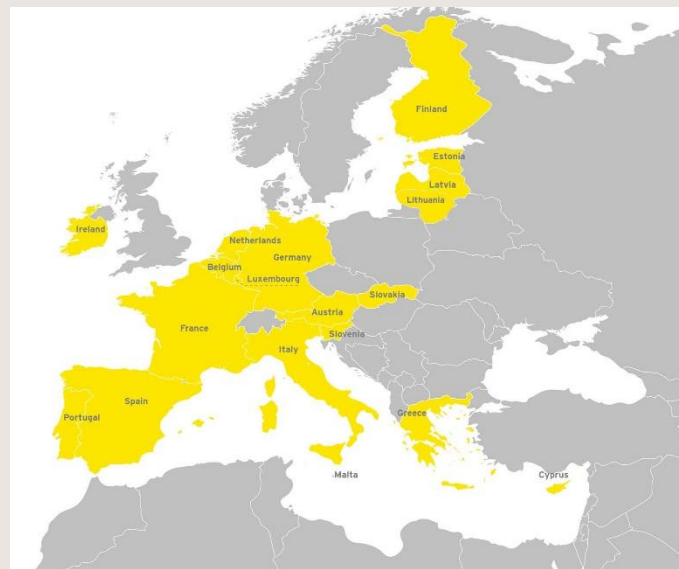 Finland
Estonia
Latvia
Lithuania
Ireland
Netherlands
Belgium
Germany
Luxembourg
Slovakia
Austria
France
Slovenia
Italy
Spain
Portugal
Greece
Malta
Cyprus